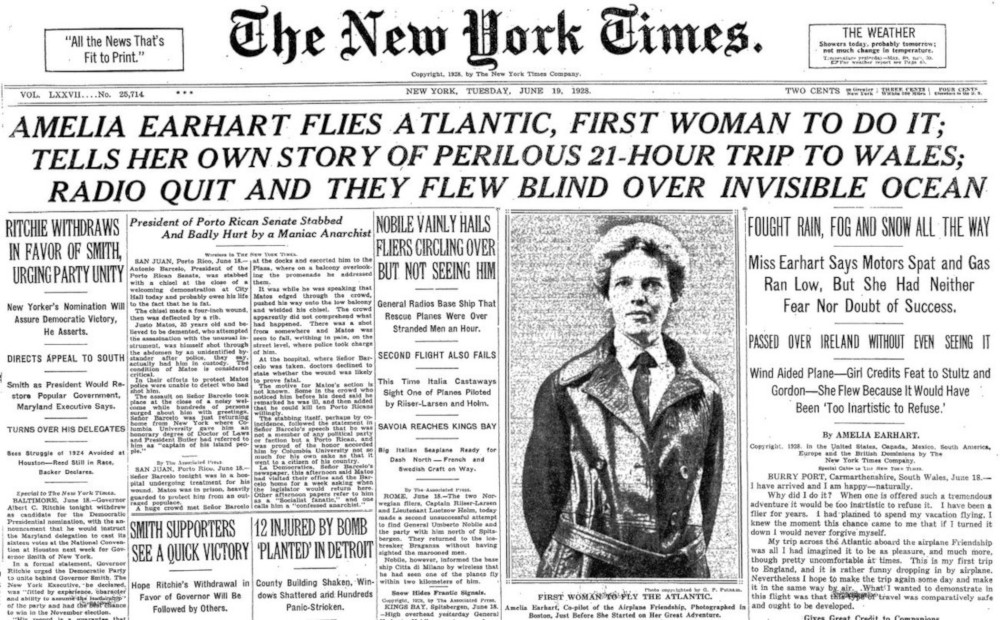 "All the News That's
Fit to Print."
The New York Times.
THE WEATHER
Showers today, probably tomorrow;
not much change in temperature.
Copyright, 1928, by The New York Times Company.
VOL. LXXVII....No. 25,714.
* * *
NEW YORK, TUESDAY, JUNE 19, 1928.
TWO CENTS
THREE CENTS
FOUR CENTS
AMELIA EARHART FLIES ATLANTIC, FIRST WOMAN TO DO IT;
TELLS HER OWN STORY OF PERILOUS 21-HOUR TRIP TO WALES;
RADIO QUIT AND THEY FLEW BLIND OVER INVISIBLE OCEAN
RITCHIE WITHDRAWS
IN FAVOR OF SMITH,
URGING PARTY UNITY
New Yorker's Nomination Will
Assure Democratic Victory,
He Asserts.
DIRECTS APPEAL TO SOUTH
Smith as President Would Re-
store Popular Government,
Maryland Executive Says.
TURNS OVER HIS DELEGATES
Sees Struggle of 1924 Avoided at
Houston—Reed Still in Race,
Backer Declares.
Special to The New York Times.
BALTIMORE, June 18.—Governor
Albert C. Ritchie tonight withdrew
as candidate for the Democratic
Presidential nomination, with the an-
nouncement that he would instruct
the Maryland delegation to cast its
sixteen votes at the National Conven-
tion at Houston next week for Gov-
ernor Smith of New York.
In a formal statement, Governor
Ritchie urged the Democratic Party
to unite behind Governor Smith. The
New York Executive, he declared,
was "fitted by experience, character
and ability to assume the leadership"
of the party and had the best chance
to win in the November election.
President of Porto Rican Senate Stabbed
And Badly Hurt by a Maniac Anarchist
Wireless to THE NEW YORK TIMES.
SAN JUAN, Porto Rico, June 18.—
Antonio Barcelo, President of the
Porto Rican Senate, was stabbed
with a chisel at the close of a
welcoming demonstration at City
Hall today and probably owes his life
to the fact that he is fat.
The chisel made a four-inch wound,
then was deflected by a rib.
Justo Matos, 35 years old and be-
lieved to be demented, who attempted
the assassination with the unusual in-
strument, was himself shot through
the abdomen by an unidentified by-
stander after police, they say,
actually had him in custody. The
condition of Matos is considered
critical.
In their efforts to protect Matos
police were unable to detect who had
shot him.
The assault on Señor Barcelo took
place at the close of a noisy wel-
come while hundreds of persons
surged about him with greetings.
Señor Barcelo was just returning
home from New York where Co-
lumbia University gave him an
honorary degree of Doctor of Laws
and President Butler had referred to
him as "captain of his island peo-
ple."
By The Associated Press.
SAN JUAN, Porto Rico, June 18.—
Señor Barcelo tonight was in a hos-
pital undergoing treatment for his
wound. Matos was in prison, heavily
guarded to protect him from an out-
raged populace.
A huge crowd met Señor Barcelo
at the docks and escorted him to the
Plaza, where on a balcony overlook-
ing the promenade he addressed
them.
It was while he was speaking that
Matos edged through the crowd,
pushed his way onto the low balcony
and wielded his chisel. The crowd
apparently did not comprehend what
had happened. There was a shot
from somewhere and Matos was
seen to fall, writhing in pain, on the
street level, where police took charge
of him.
At the hospital, where Señor Bar-
celo was taken, doctors declined to
state whether the wound was likely
to prove fatal.
The motive for Matos's action is
not known. Some in the crowd who
noticed him before his deed said he
remarked he was ill, and then added
that he could kill ten Porto Ricans
willingly.
The stabbing itself, perhaps by co-
incidence, followed the statement in
Señor Barcelo's speech that he was
not a member of any political party
or faction but a Porto Rican, and
was proud of the honor accorded
him by Columbia University not so
much for his own sake as that it
went to a citizen of his country.
La Democratica, Señor Barcelo's
newspaper, this afternoon said Matos
had visited their office and the Bar-
celo home for a week asking when
the legislator would return here.
Other afternoon papers refer to him
as a "Socialist fanatic," and one
calls him a "confessed anarchist."
SMITH SUPPORTERS
SEE A QUICK VICTORY
Hope Ritchie's Withdrawal in
Favor of Governor Will Be
Followed by Others.
12 INJURED BY BOMB
'PLANTED' IN DETROIT
County Building Shaken, Win-
dows Shattered and Hundreds
Panic-Stricken.
NOBILE VAINLY HAILS
FLIERS CIRCLING OVER
BUT NOT SEEING HIM
General Radios Base Ship That
Rescue Planes Were Over
Stranded Men an Hour.
SECOND FLIGHT ALSO FAILS
This Time Italia Castaways
Sight One of Planes Piloted
by Riiser-Larsen and Holm.
SAVOIA REACHES KINGS BAY
Big Italian Seaplane Ready for
Dash North — French and
Swedish Craft on Way.
By The Associated Press.
ROME, June 18.—The two Nor-
wegian fliers, Captain Riiser-Larsen
and Lieutenant Lustzow Holm, today
made a second unsuccessful attempt
to find General Umberto Nobile and
the party with him north of Spitz-
bergen. They returned to the ice-
breaker Braganza without having
sighted the marooned men.
Nobile, however, informed the base
ship Citta di Milano by wireless that
he had seen one of the planes fly
within two kilometers of him.
Snow Hides Frantic Signals.
Copyright, 1928, by The Associated Press.
KINGS BAY, Spitsbergen, June 18.
—High overhead yesterday General
Photo copyrighted by G. P. Putnam.
FIRST WOMAN TO FLY THE ATLANTIC.
Amelia Earhart, Co-pilot of the Airplane Friendship, Photographed in
Boston, Just Before She Started on Her Great Adventure.
FOUGHT RAIN, FOG AND SNOW ALL THE WAY
Miss Earhart Says Motors Spat and Gas
Ran Low, But She Had Neither
Fear Nor Doubt of Success.
PASSED OVER IRELAND WITHOUT EVEN SEEING IT
Wind Aided Plane—Girl Credits Feat to Stultz and
Gordon—She Flew Because It Would Have
Been 'Too Inartistic to Refuse.'
By AMELIA EARHART.
Copyright, 1928, in the United States, Canada, Mexico, South America,
Europe and the British Dominions by The
New York Times Company.
Special Cable to THE NEW YORK TIMES.
BURRY PORT, Carmarthenshire, South Wales, June 18.—
I have arrived and I am happy—naturally.
Why did I do it? When one is offered such a tremendous
adventure it would be too inartistic to refuse it. I have been a
flier for years. I had planned to spend my vacation flying. I
knew the moment this chance came to me that if I turned it
down I would never forgive myself.
My trip across the Atlantic aboard the airplane Friendship
was all I had imagined it to be as pleasure, and much more,
though pretty uncomfortable at times. This is my first trip
to England, and it is rather funny dropping in by airplane.
Nevertheless I hope to make the trip again some day and make
it in the same way by air. What I wanted to demonstrate in
this flight was that this type of travel was comparatively safe
and ought to be developed.
Gives Great Credit to Companions.